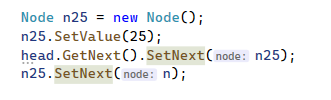 Node n25 = new Node();
n25.SetValue(25);
head.GetNext().SetNext(node: n25);
n25.SetNext(node: n);